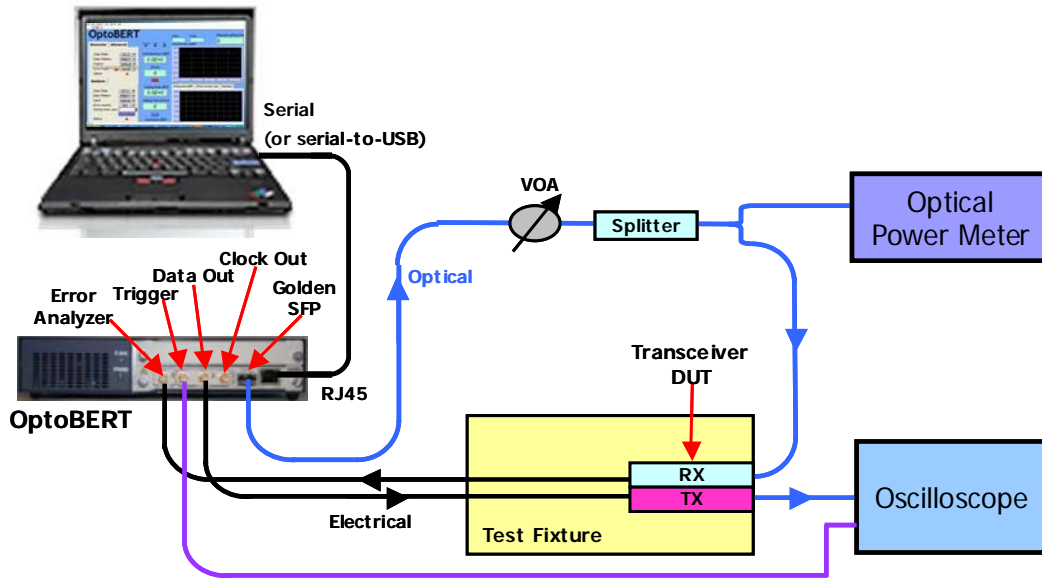 OptoBERT
Serial
(or serial-to-USB)
VOA
Splitter
Optical
Power Meter
Optical
Clock Out
Data Out
Trigger
Golden
SFP
Error
Analyzer
RJ45
OptoBERT
Transceiver
DUT
RX
TX
Electrical
Test Fixture
Oscilloscope